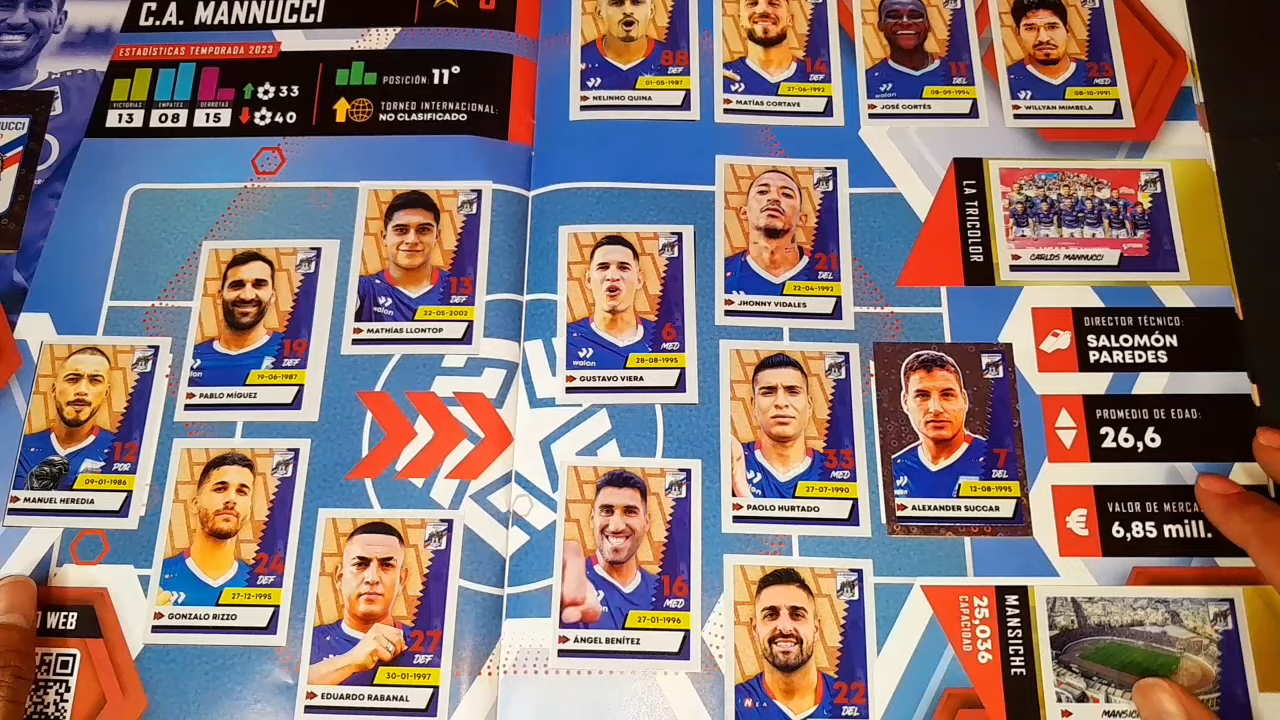 C.A. MANNUCCI
ESTADÍSTICAS TEMPORADA 2023
VICTORIAS
EMPATES
DERROTAS
13
08
15
33
40
POSICIÓN: 11°
TORNEO INTERNACIONAL:
NO CLASIFICADO
88
DEF
01-05-1987
NELINHO QUINA
14
DEF
27-06-1992
MATÍAS CORTAVE
11
DEL
walon
08-09-1994
JOSÉ CORTÉS
23
MED
08-10-1991
WILLYAN MIMBELA
LA TRICOLOR
CARLOS MANNUCCI
21
DEL
22-04-1992
JHONNY VIDALES
13
DEF
walon
22-05-2002
MATHÍAS LLONTOP
19
DEF
19-06-1987
PABLO MÍGUEZ
6
MED
walon
28-08-1995
GUSTAVO VIERA
DIRECTOR TÉCNICO:
SALOMÓN
PAREDES
12
POR
09-01-1986
MANUEL HEREDIA
33
MED
27-07-1990
PAOLO HURTADO
7
DEL
walon
12-08-1995
ALEXANDER SUCCAR
PROMEDIO DE EDAD:
26,6
VALOR DE MERCA
6,85 mill.
24
DEF
27-12-1995
GONZALO RIZZO
27
DEF
30-01-1997
EDUARDO RABANAL
16
MED
27-01-1996
ÁNGEL BENÍTEZ
22
DEL
25,036
CAPACIDAD
MANSICHE
WEB